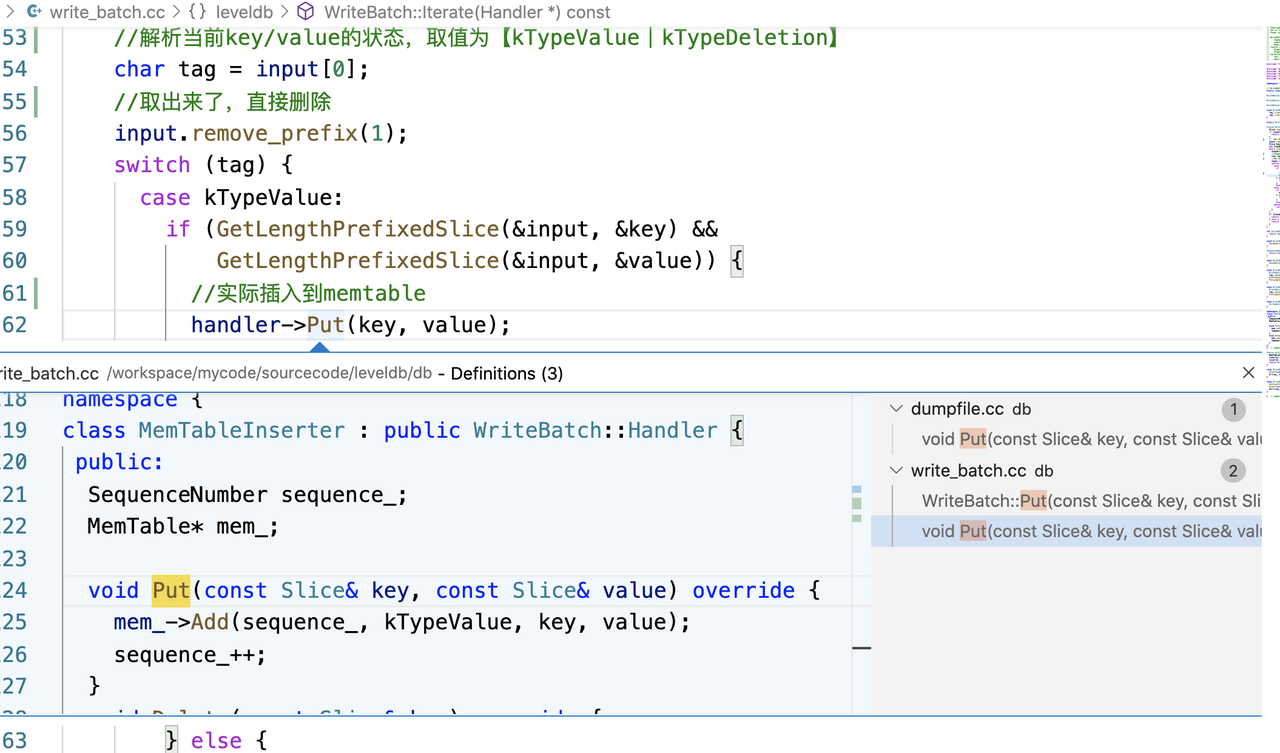 write_batch.cc > {} leveldb > WriteBatch::Iterate(Handler *) const
53 //解析当前key/value的状态，取值为【kTypeValue｜kTypeDeletion】
54 char tag = input[0];
55 //取出来了，直接删除
56 input.remove_prefix(1);
57 switch (tag) {
58 case kTypeValue:
59 if (GetLengthPrefixedSlice(&input, &key) &&
60 GetLengthPrefixedSlice(&input, &value)) {
61 //实际插入到memtable
62 handler->Put(key, value);
rite_batch.cc /workspace/mycode/sourcecode/leveldb/db - Definitions (3)
18 namespace {
19 class MemTableInserter : public WriteBatch::Handler {
20 public:
21 SequenceNumber sequence_;
22 MemTable* mem_;
23
24 void Put(const Slice& key, const Slice& value) override {
25 mem_->Add(sequence_, kTypeValue, key, value);
26 sequence_++;
27 }
dumpfile.cc db 1
void Put(const Slice& key, const Slice& valu
write_batch.cc db 2
WriteBatch::Put(const Slice& key, const Sli
void Put(const Slice& key, const Slice& valu
63 } else {